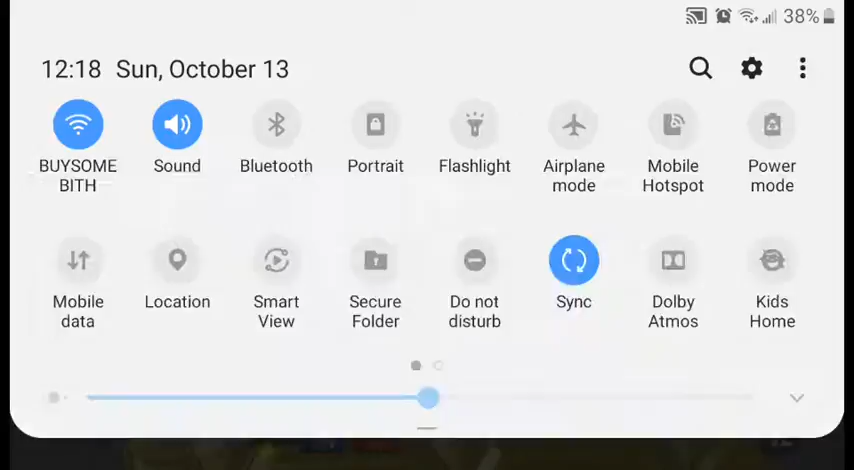 38%
12:18 Sun, October 13
BUYSOME BITH
Sound
Bluetooth
Portrait
Flashlight
Airplane mode
Mobile Hotspot
Power mode
Mobile data
Location
Smart View
Secure Folder
Do not disturb
Sync
Dolby Atmos
Kids Home